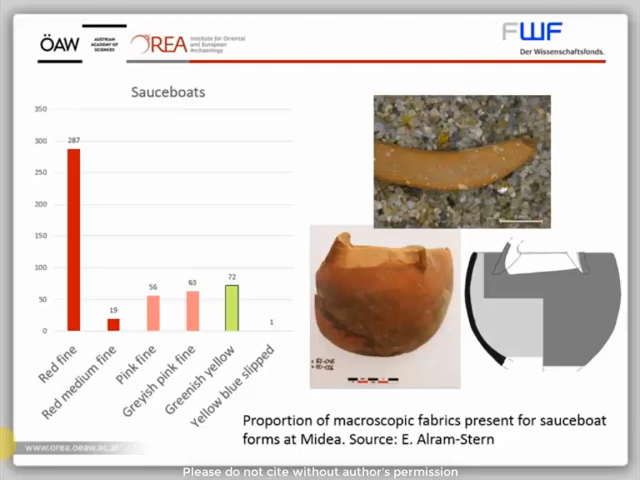 ÖAW
AUSTRIAN
ACADEMY OF
SCIENCES
OREA
Institute for Oriental
and European
Archaeology
FWF
Der Wissenschaftsfonds.
Sauceboats
350
300
250
200
150
100
50
0
287
19
56
63
72
1
Red fine
Red medium fine
Pink fine
Greyish pink fine
Greenish yellow
Yellow blue slipped
Proportion of macroscopic fabrics present for sauceboat
forms at Midea. Source: E. Alram-Stern
www.orea.oeaw.ac.at
Please do not cite without author's permission